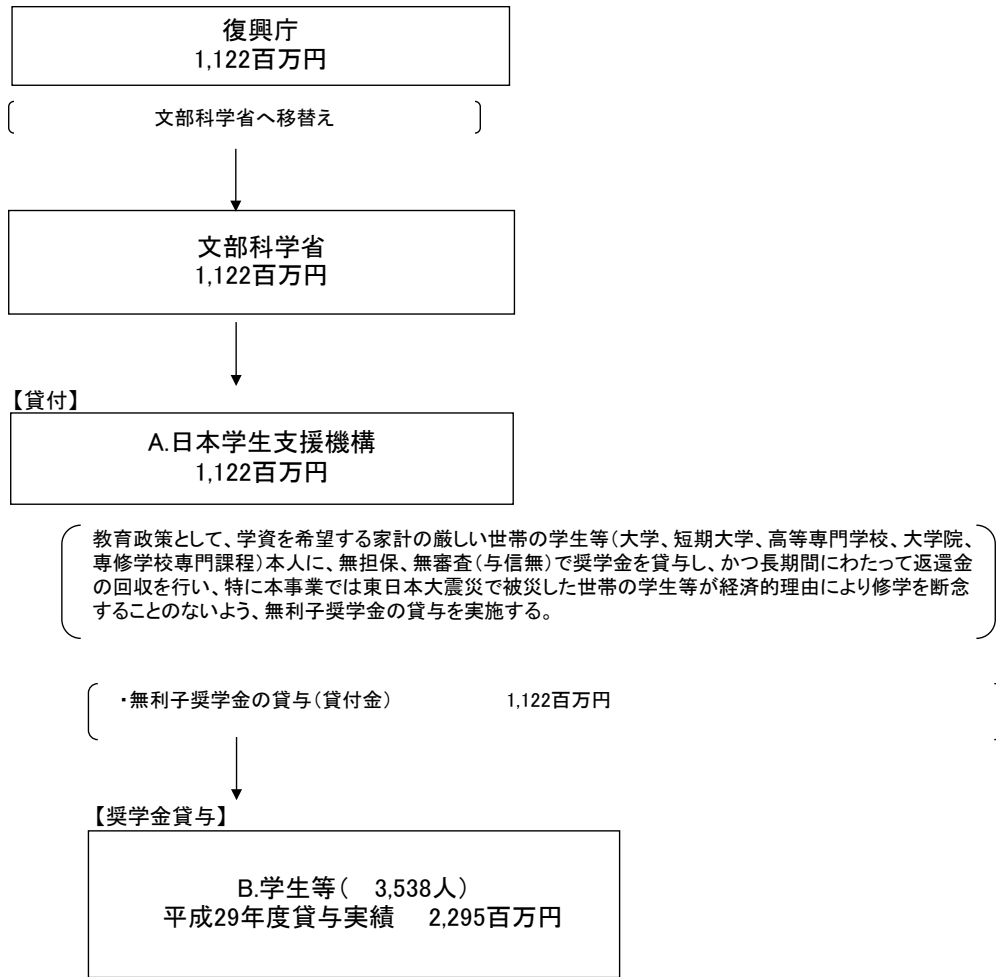 復興庁
1,122百万円
文部科学省へ移替え
文部科学省
1,122百万円
【貸付】
A.日本学生支援機構
1,122百万円
教育政策として、学資を希望する家計の厳しい世帯の学生等（大学、短期大学、高等専門学校、大学院、
専修学校専門課程）本人に、無担保、無審査（与信無）で奨学金を貸与し、かつ長期間にわたって返還金
の回収を行い、特に本事業では東日本大震災で被災した世帯の学生等が経済的理由により修学を断念
することのないよう、無利子奨学金の貸与を実施する。
・無利子奨学金の貸与（貸付金） 1,122百万円
【奨学金貸与】
B.学生等（ 3,538人）
平成29年度貸与実績 2,295百万円